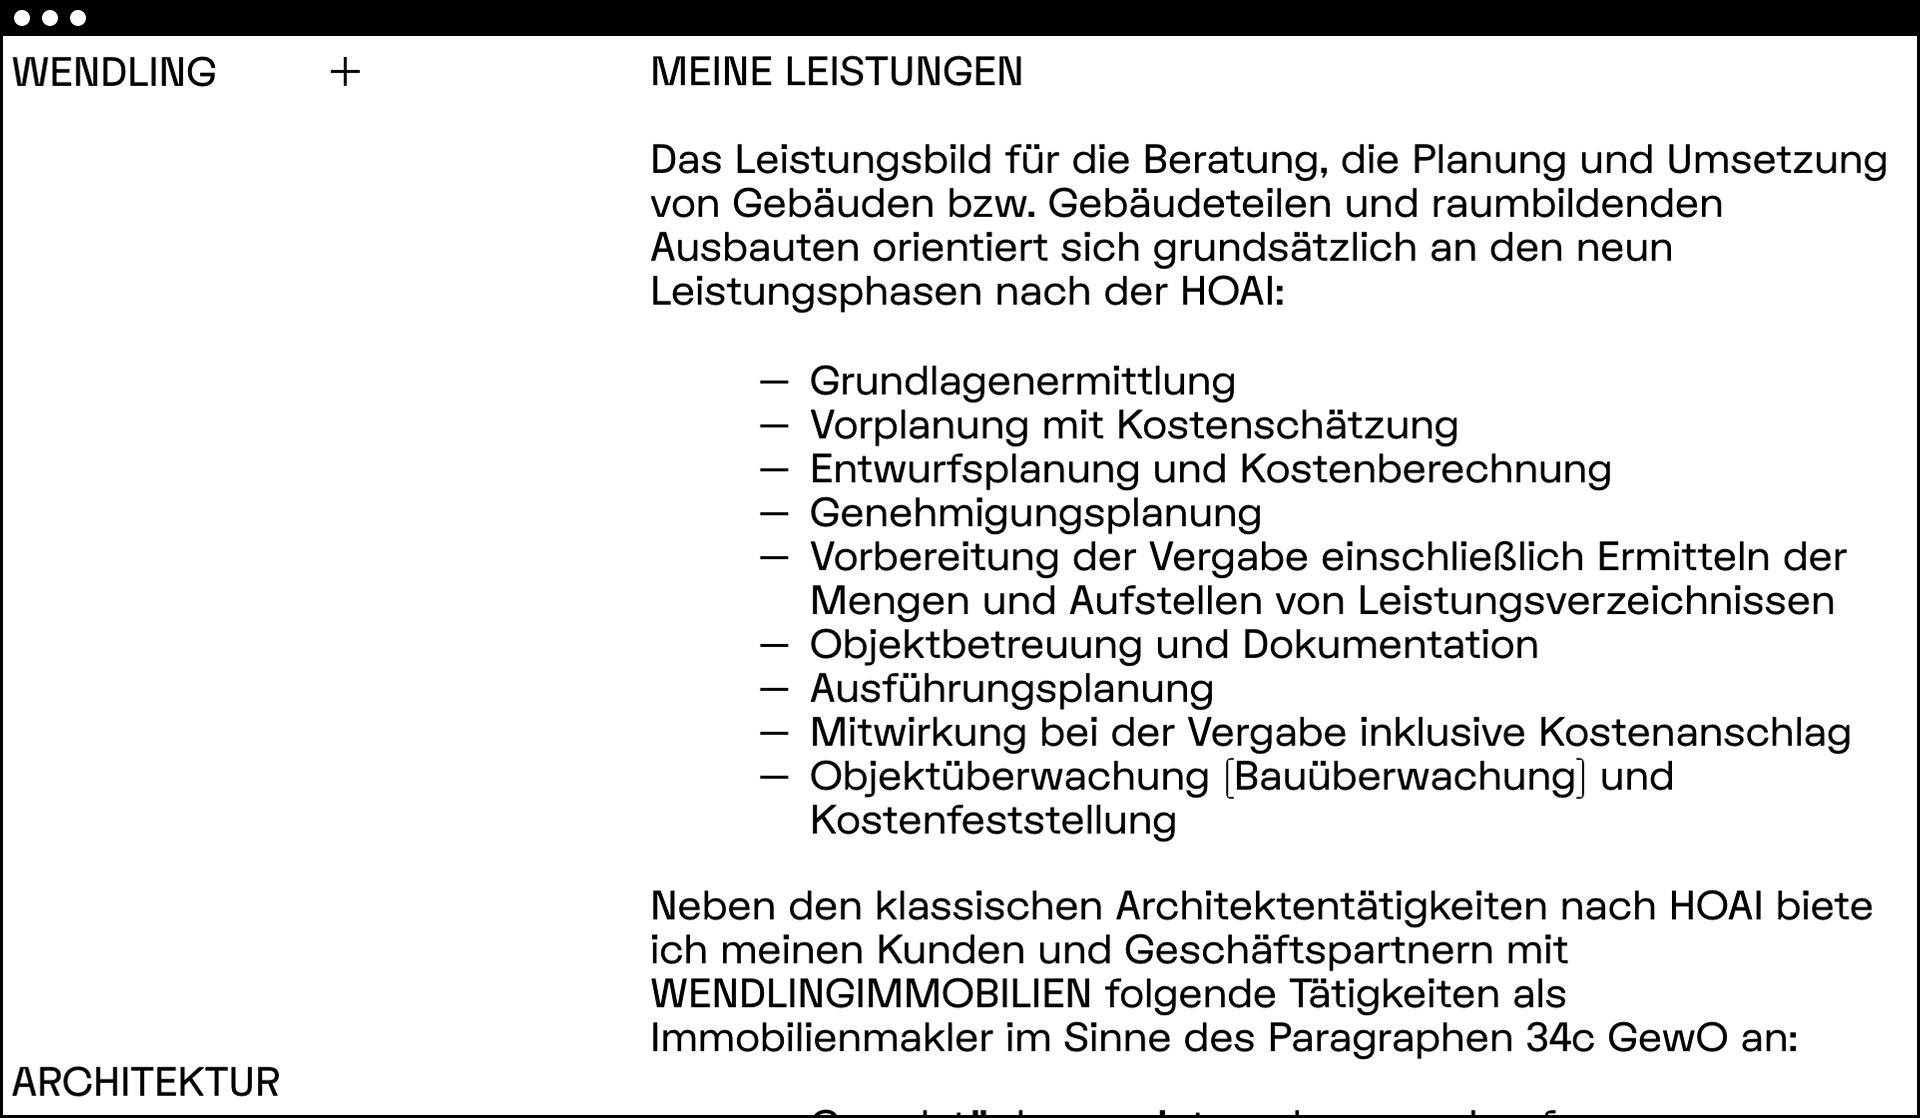 WENDLING +
MEINE LEISTUNGEN
Das Leistungsbild für die Beratung, die Planung und Umsetzung
von Gebäuden bzw. Gebäudeteilen und raumbildenden
Ausbauten orientiert sich grundsätzlich an den neun
Leistungsphasen nach der HOAI:
— Grundlagenermittlung
— Vorplanung mit Kostenschätzung
— Entwurfsplanung und Kostenberechnung
— Genehmigungsplanung
— Vorbereitung der Vergabe einschließlich Ermitteln der
Mengen und Aufstellen von Leistungsverzeichnissen
— Objektbetreuung und Dokumentation
— Ausführungsplanung
— Mitwirkung bei der Vergabe inklusive Kostenanschlag
— Objektüberwachung [Bauüberwachung] und
Kostenfeststellung
Neben den klassischen Architektentätigkeiten nach HOAI biete
ich meinen Kunden und Geschäftspartnern mit
WENDLINGIMMOBILIEN folgende Tätigkeiten als
Immobilienmakler im Sinne des Paragraphen 34c GewO an:
ARCHITEKTUR